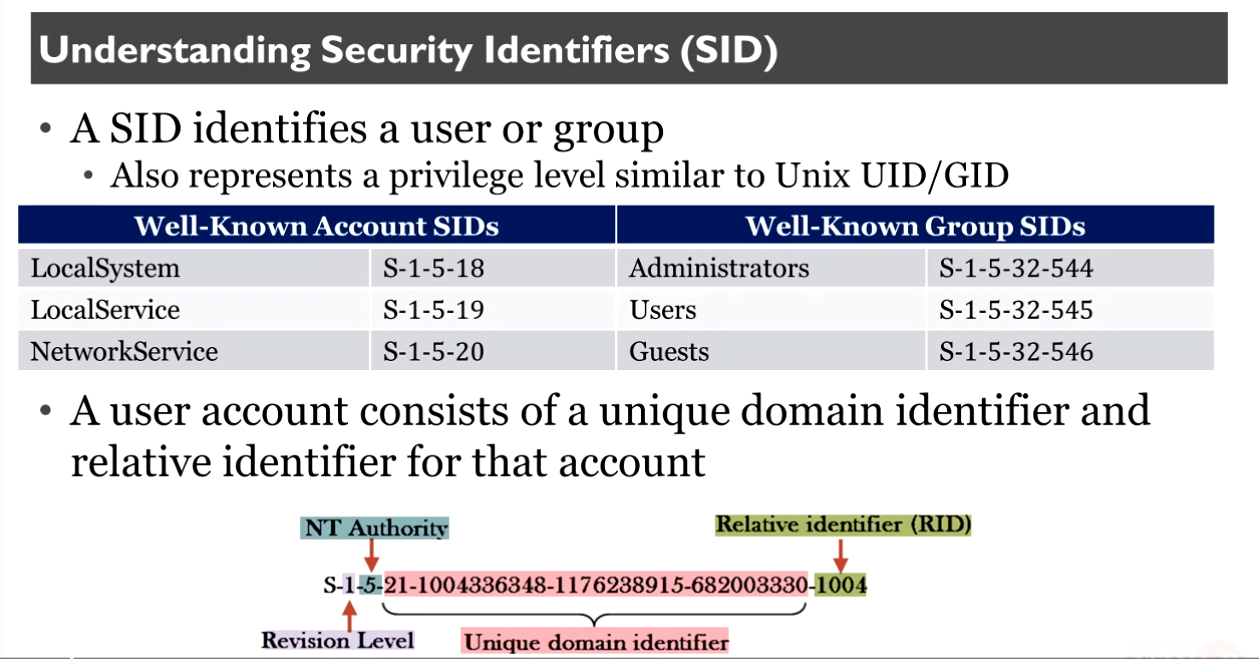 Understanding Security Identifiers (SID)
• A SID identifies a user or group
• Also represents a privilege level similar to Unix UID/GID
Well-Known Account SIDs Well-Known Group SIDs
LocalSystem S-1-5-18 Administrators S-1-5-32-544
LocalService S-1-5-19 Users S-1-5-32-545
NetworkService S-1-5-20 Guests S-1-5-32-546
• A user account consists of a unique domain identifier and
relative identifier for that account
NT Authority Relative identifier (RID)
S-1-5-21-1004336348-1176238915-682003330-1004
Revision Level Unique domain identifier